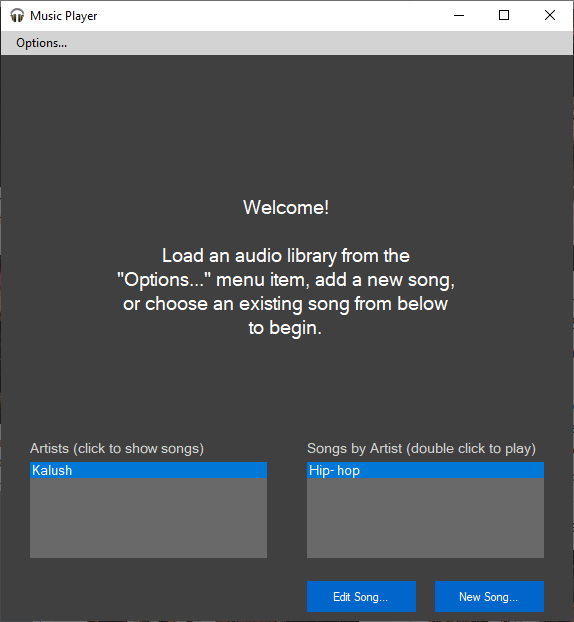 Music Player
Options...
Welcome!
Load an audio library from the
"Options..." menu item, add a new song,
or choose an existing song from below
to begin.
Artists (click to show songs)
Kalush
Songs by Artist (double click to play)
Hip- hop
Edit Song...
New Song...